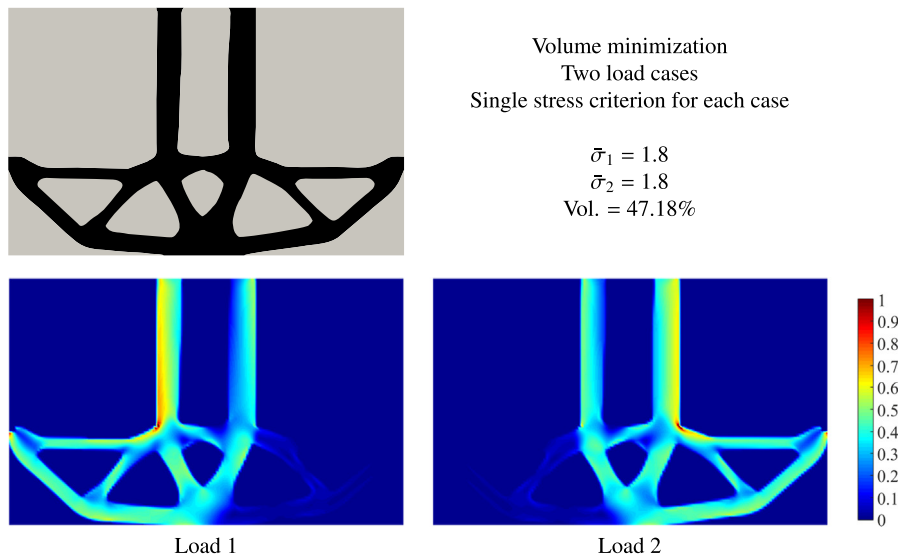 Volume minimization
Two load cases
Single stress criterion for each case
σ̄₁ = 1.8
σ̄₂ = 1.8
Vol. = 47.18%
1
0.9
0.8
0.7
0.6
0.5
0.4
0.3
0.2
0.1
0
Load 1
Load 2